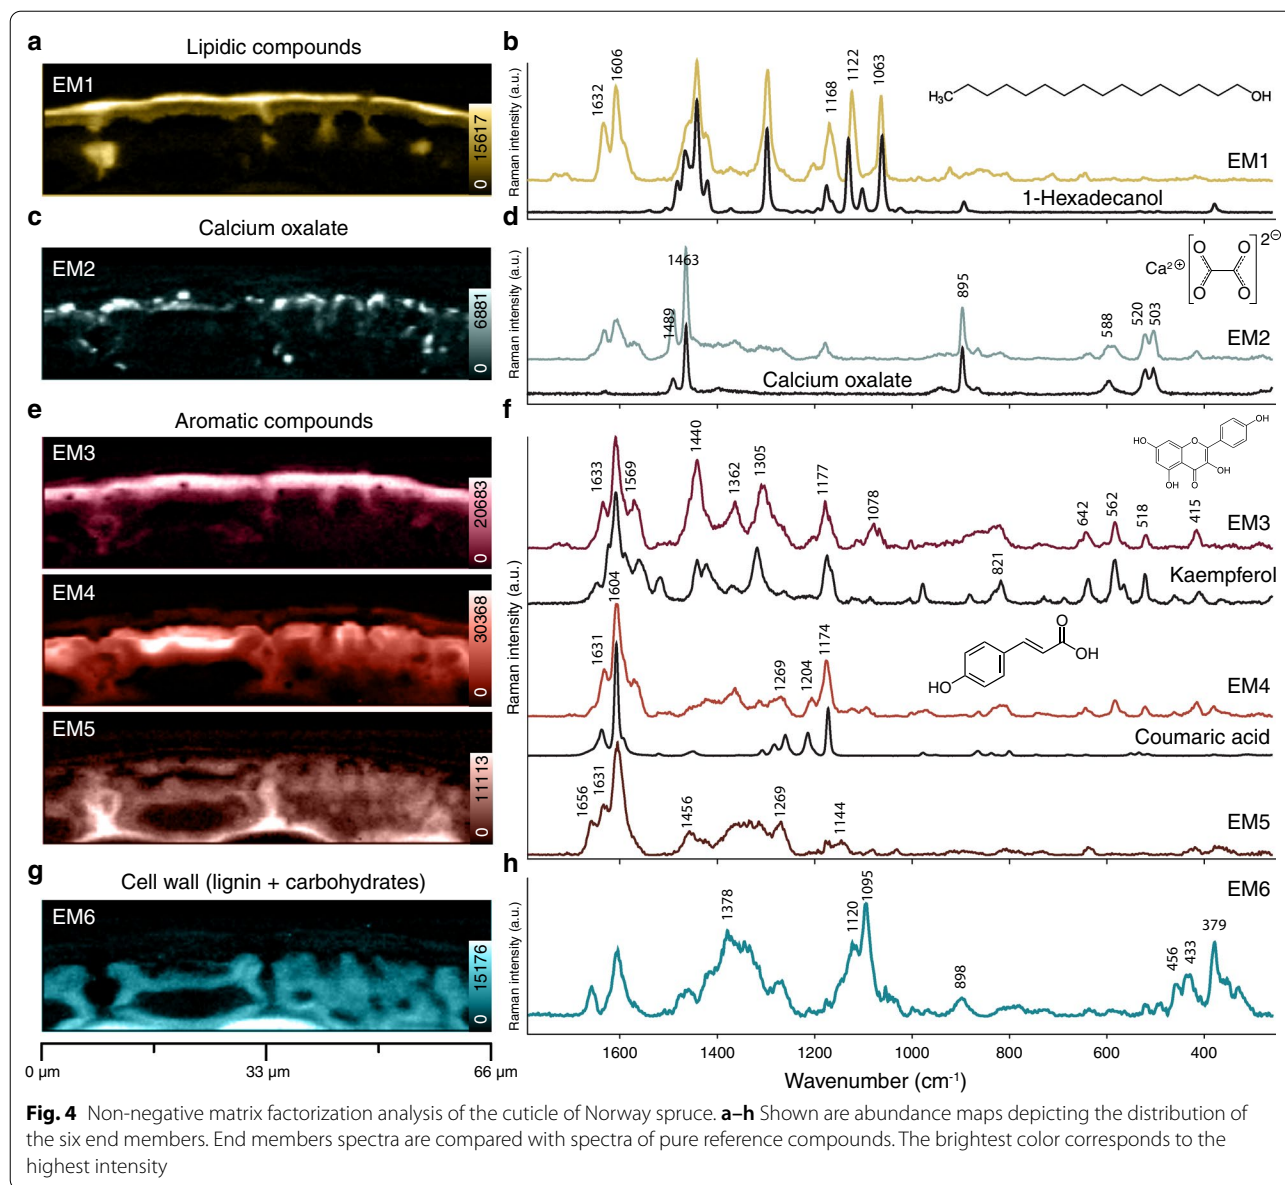 a
Lipidic compounds
EM1
15617
0
b
Raman intensity (a.u.)
1632
1606
1168
1122
1063
H₃C
OH
EM1
1-Hexadecanol
c
Calcium oxalate
EM2
6881
0
d
Raman intensity (a.u.)
1489
1463
895
588
520
503
Ca²⊕
O
O
O
O
2⊖
EM2
Calcium oxalate
e
Aromatic compounds
EM3
20683
0
EM4
30368
0
EM5
11113
0
f
Raman intensity (a.u.)
1633
1569
1440
1362
1305
1177
1078
642
562
518
415
HO
O
OH
OH
OH
O
EM3
821
Kaempferol
1631
1604
1269
1204
1174
HO
O
OH
EM4
Coumaric acid
1656
1631
1456
1269
1144
EM5
g
Cell wall (lignin + carbohydrates)
EM6
15176
0
h
Raman intensity (a.u.)
1378
1120
1095
898
456
433
379
EM6
0 µm
33 µm
66 µm
1600
1400
1200
1000
800
600
400
Wavenumber (cm⁻¹)
Fig. 4 Non-negative matrix factorization analysis of the cuticle of Norway spruce. a–h Shown are abundance maps depicting the distribution of
the six end members. End members spectra are compared with spectra of pure reference compounds. The brightest color corresponds to the
highest intensity